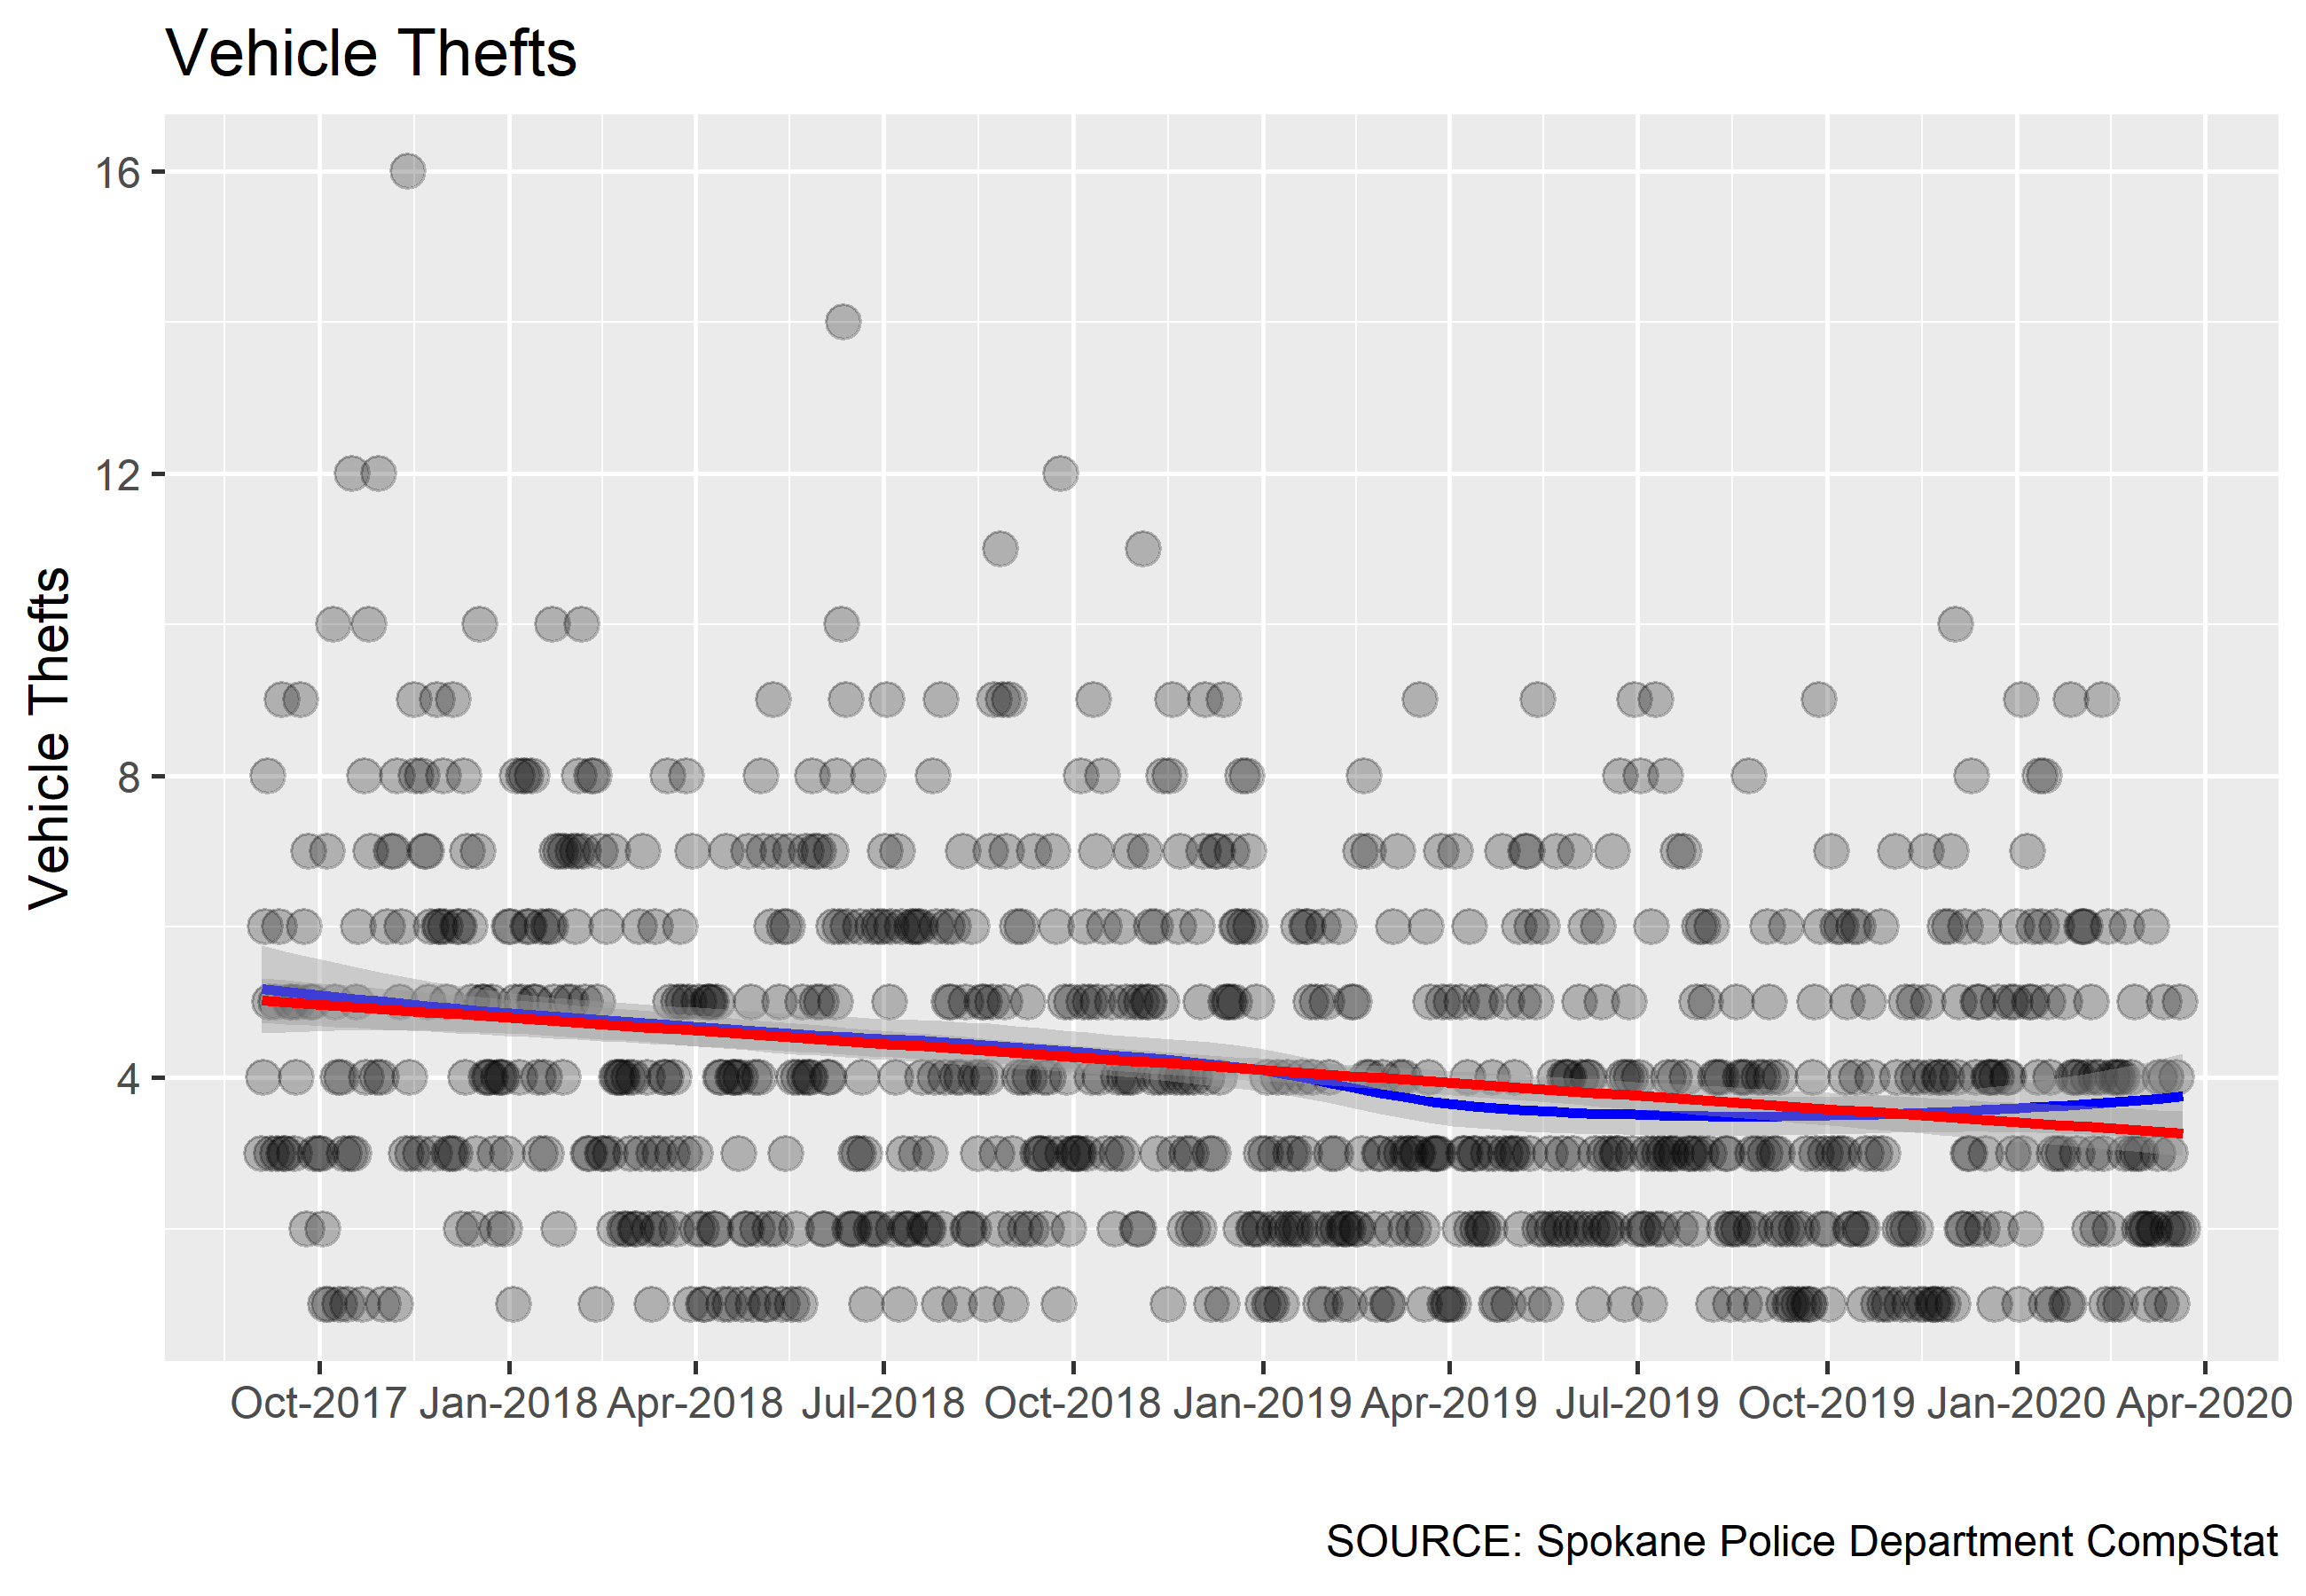 Vehicle Thefts
Vehicle Thefts
16
12
8
4
Oct-2017 Jan-2018 Apr-2018 Jul-2018 Oct-2018 Jan-2019 Apr-2019 Jul-2019 Oct-2019 Jan-2020 Apr-2020
SOURCE: Spokane Police Department CompStat